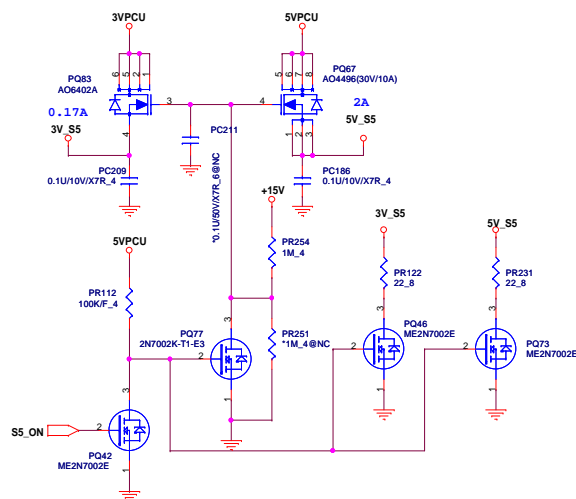 3VPCU
5VPCU
PQ83
AO6402A
6
5
2
1
3
4
0.17A
3V_S5
PQ67
AO4496(30V/10A)
5
6
7
8
4
1
2
3
2A
5V_S5
PC211
*0.1U/50V/X7R_6@NC
PC209
0.1U/10V/X7R_4
PC186
0.1U/10V/X7R_4
+15V
5VPCU
3V_S5
5V_S5
PR254
1M_4
PR112
100K/F_4
PR122
22_8
PR231
22_8
PQ77
2N7002K-T1-E3
3
2
1
PR251
*1M_4@NC
PQ46
ME2N7002E
3
2
1
PQ73
ME2N7002E
3
2
1
S5_ON
3
2
1
PQ42
ME2N7002E